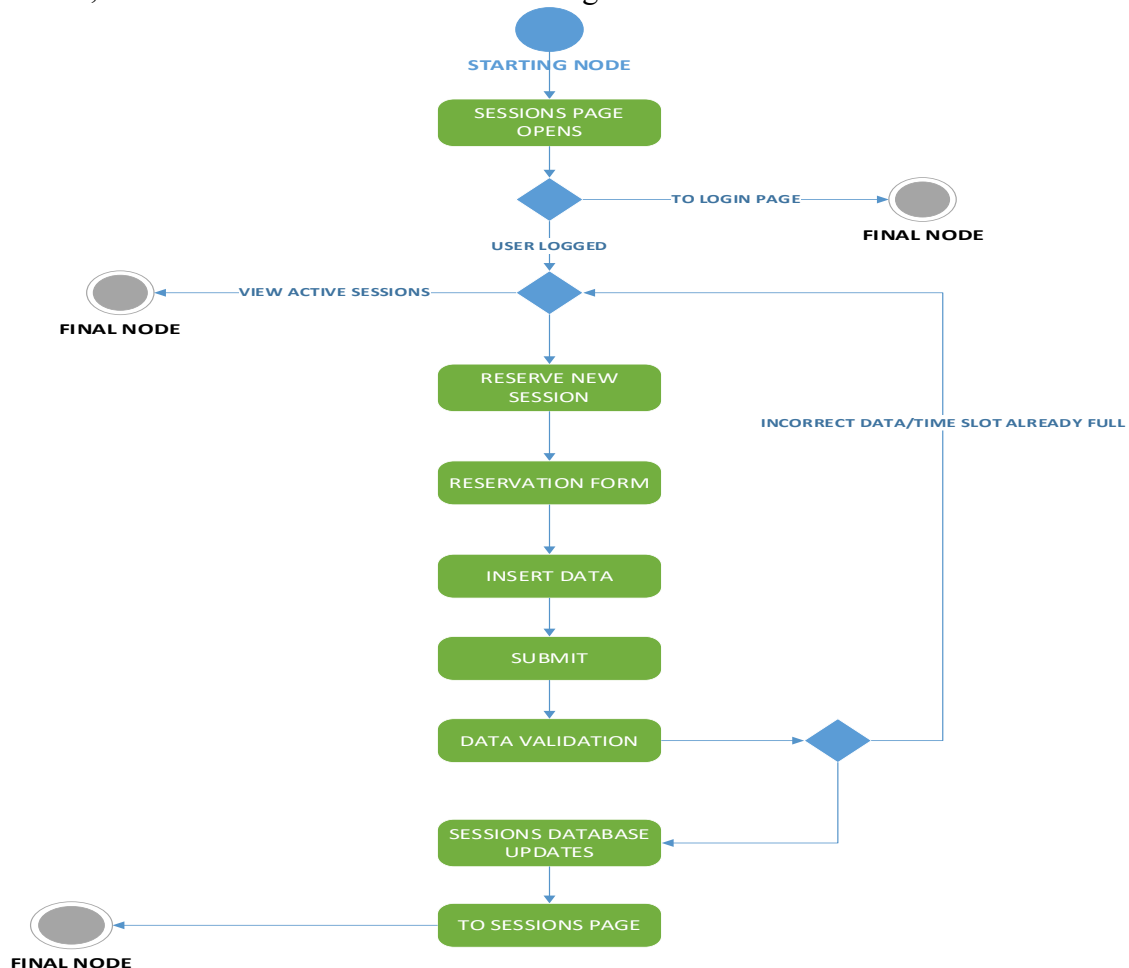 STARTING NODE
SESSIONS PAGE
OPENS
TO LOGIN PAGE
FINAL NODE
USER LOGGED
VIEW ACTIVE SESSIONS
FINAL NODE
RESERVE NEW
SESSION
INCORRECT DATA/TIME SLOT ALREADY FULL
RESERVATION FORM
INSERT DATA
SUBMIT
DATA VALIDATION
SESSIONS DATABASE
UPDATES
TO SESSIONS PAGE
FINAL NODE